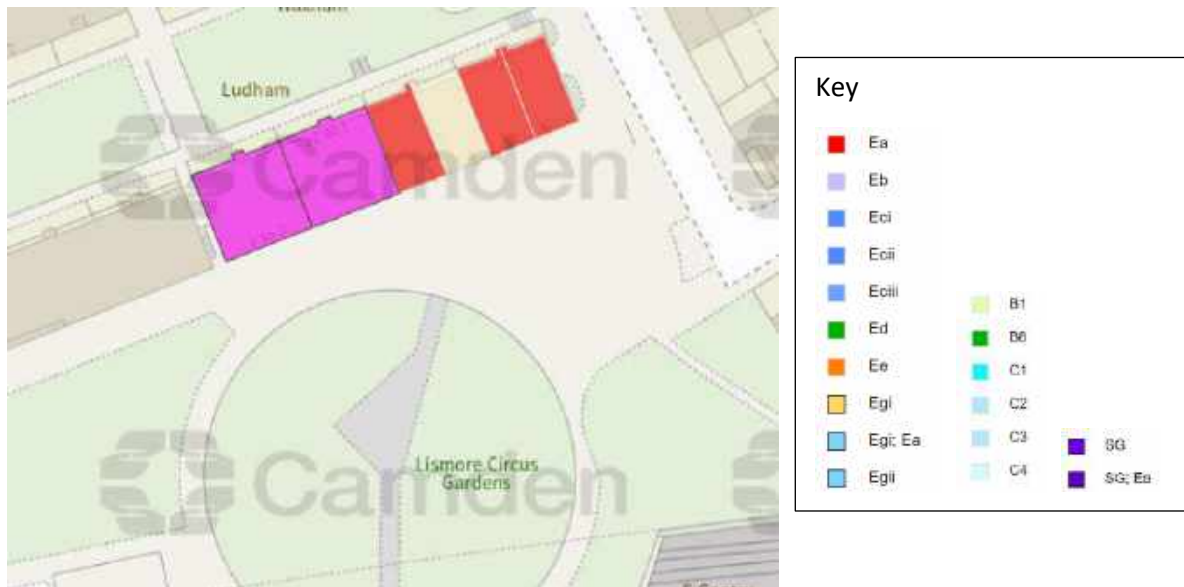 Ludham
Camden
Camden
Lismore Circus
Gardens
Key
Ea
Eb
Eci
Ecii
Eciii
Ed
Ee
Egi
Egi; Ea
Egii
B1
B8
C1
C2
C3
C4
SG
SG; Ea